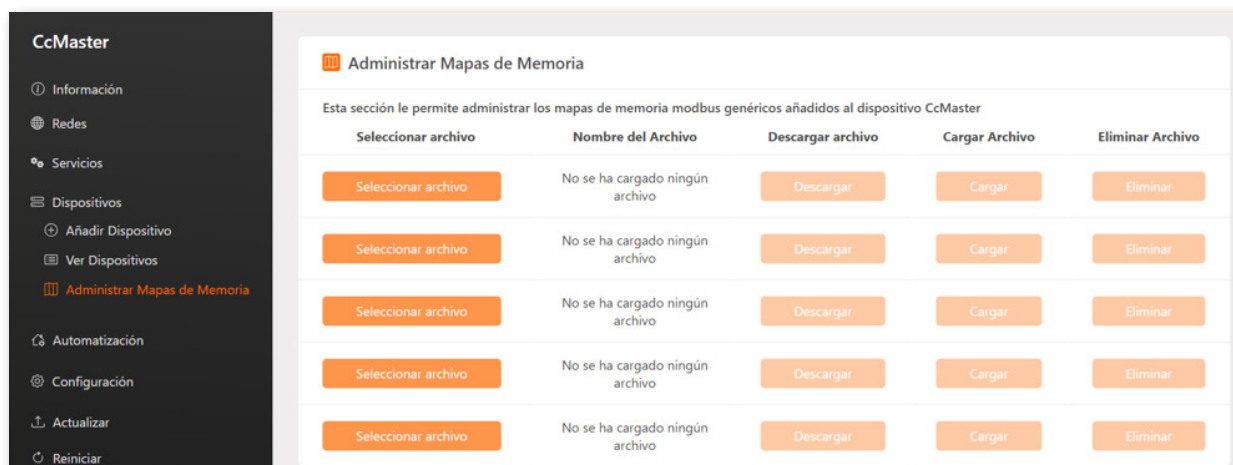 CcMaster
Información
Redes
Servicios
Dispositivos
Añadir Dispositivo
Ver Dispositivos
Administrar Mapas de Memoria
Automatización
Configuración
Actualizar
Reiniciar
Administrar Mapas de Memoria
Esta sección le permite administrar los mapas de memoria modbus genéricos añadidos al dispositivo CcMaster
Seleccionar archivo Nombre del Archivo Descargar archivo Cargar Archivo Eliminar Archivo
Seleccionar archivo No se ha cargado ningún archivo Descargar Cargar Eliminar
Seleccionar archivo No se ha cargado ningún archivo Descargar Cargar Eliminar
Seleccionar archivo No se ha cargado ningún archivo Descargar Cargar Eliminar
Seleccionar archivo No se ha cargado ningún archivo Descargar Cargar Eliminar
Seleccionar archivo No se ha cargado ningún archivo Descargar Cargar Eliminar